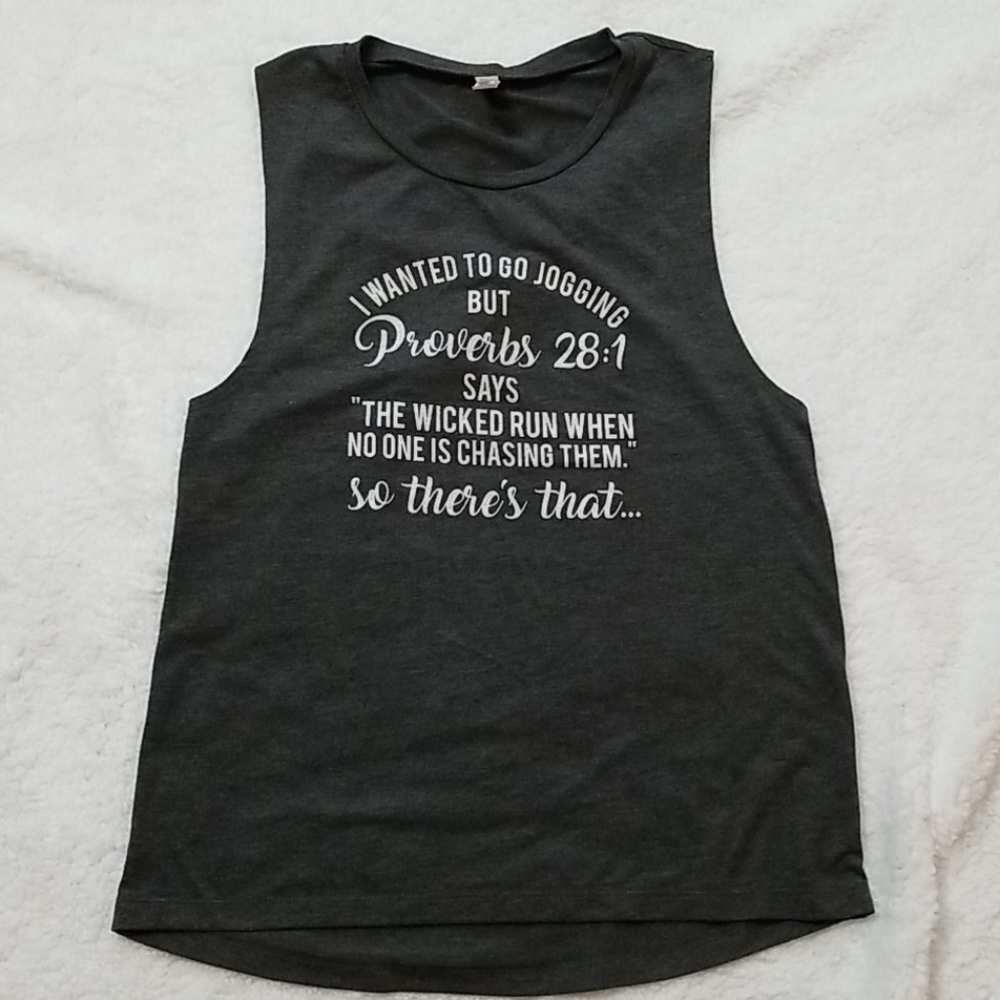 I WANTED TO GO JOGGING
BUT
Proverbs 28:1
SAYS
"THE WICKED RUN WHEN
NO ONE IS CHASING THEM."
so there's that...